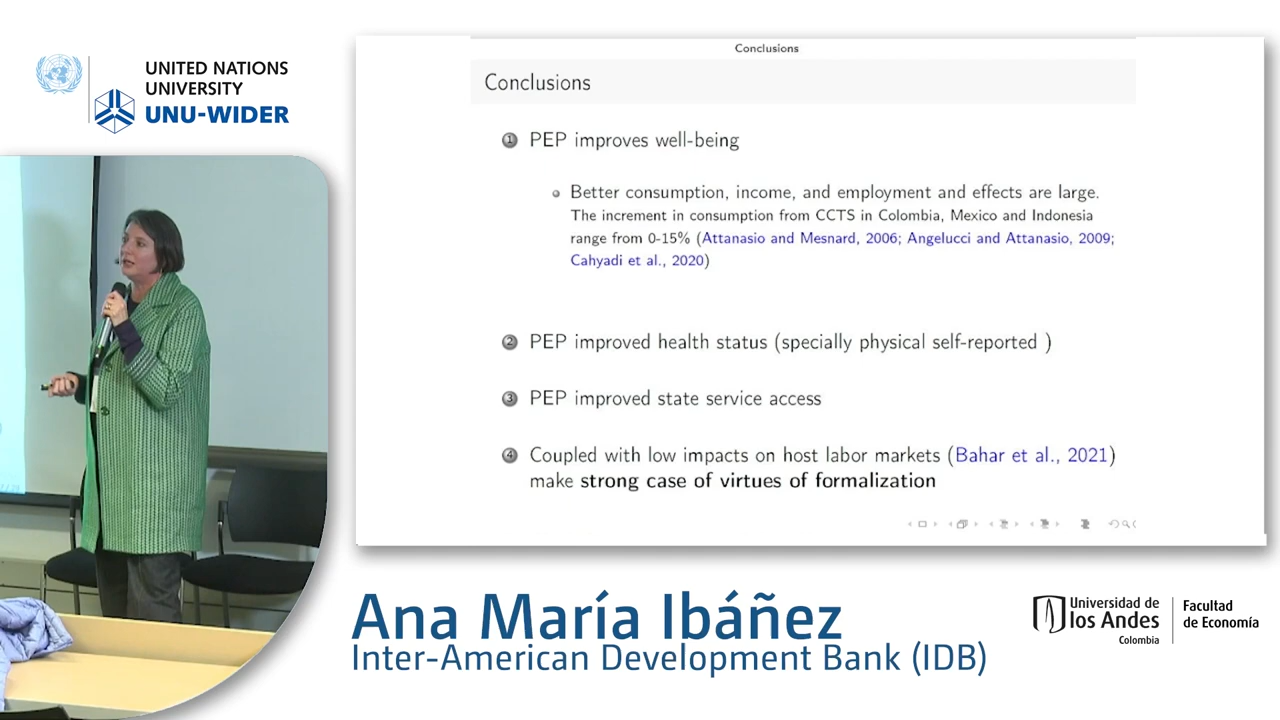 UNITED NATIONS
UNIVERSITY
UNU-WIDER
Conclusions
Conclusions
1 PEP improves well-being
Better consumption, income, and employment and effects are large.
The increment in consumption from CCTS in Colombia, Mexico and Indonesia
range from 0-15% (Attanasio and Mesnard, 2006; Angelucci and Attanasio, 2009;
Cahyadi et al., 2020)
2 PEP improved health status (specially physical self-reported )
3 PEP improved state service access
4 Coupled with low impacts on host labor markets (Bahar et al., 2021)
make strong case of virtues of formalization
Ana María Ibáñez
Inter-American Development Bank (IDB)
Universidad de
los Andes
Colombia
Facultad
de Economía